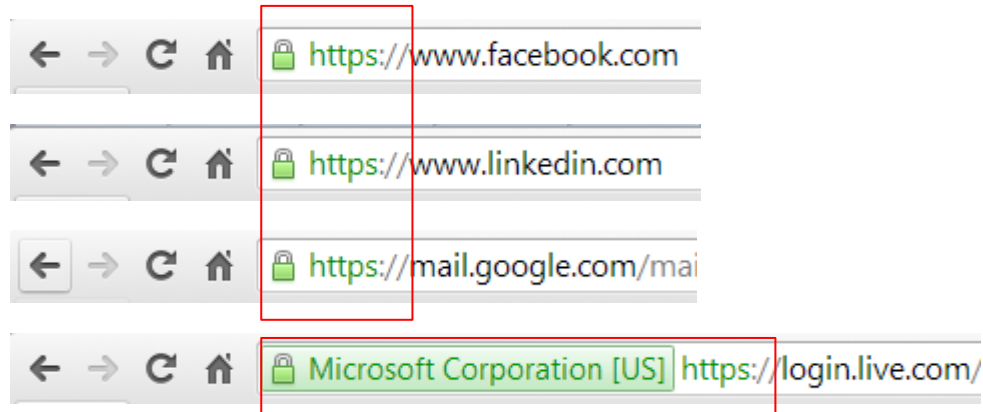 https://www.facebook.com
https://www.linkedin.com
https://mail.google.com/mai
Microsoft Corporation [US] https://login.live.com/